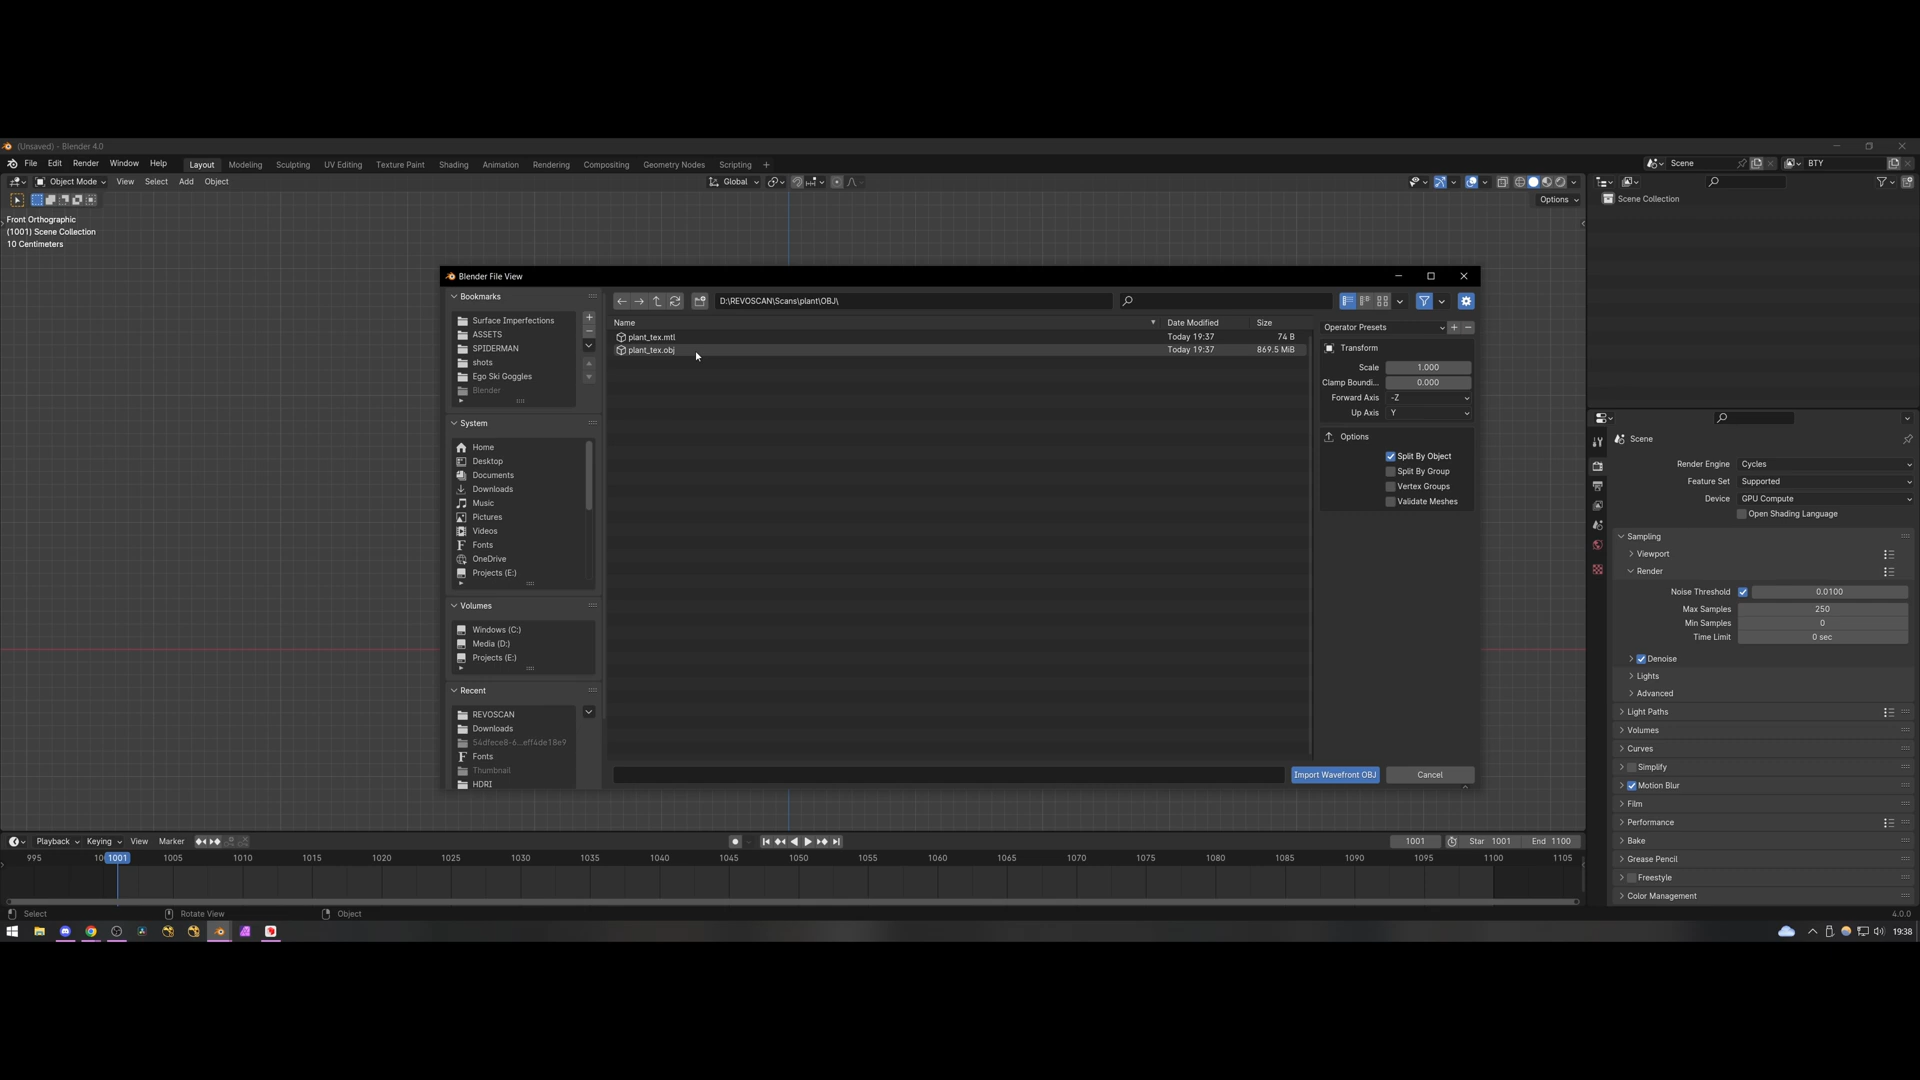 (Unsaved) - Blender 4.0
File Edit Render Window Help Layout Modeling Sculpting UV Editing Texture Paint Shading Animation Rendering Compositing Geometry Nodes Scripting + Scene BTY
Object Mode View Select Add Object Global
Options
Front Orthographic
(1001) Scene Collection
10 Centimeters
Scene Collection
Blender File View
Bookmarks
Surface Imperfections
ASSETS
SPIDERMAN
shots
Ego Ski Goggles
Blender
System
Home
Desktop
Documents
Downloads
Music
Pictures
Videos
Fonts
OneDrive
Projects (E:)
Volumes
Windows (C:)
Media (D:)
Projects (E:)
Recent
REVOSCAN
Downloads
54dfece8-6...eff4de18e9
Fonts
Thumbnail
HDRI
D:\REVOSCAN\Scans\plant\OBJ\
Name Date Modified Size
plant_tex.mtl Today 19:37 74 B
plant_tex.obj Today 19:37 869.5 MiB
Operator Presets
Transform
Scale 1.000
Clamp Boundi... 0.000
Forward Axis -Z
Up Axis Y
Options
Split By Object
Split By Group
Vertex Groups
Validate Meshes
Import Wavefront OBJ Cancel
Scene
Render Engine Cycles
Feature Set Supported
Device GPU Compute
Open Shading Language
Sampling
Viewport
Render
Noise Threshold 0.0100
Max Samples 250
Min Samples 0
Time Limit 0 sec
Denoise
Lights
Advanced
Light Paths
Volumes
Curves
Simplify
Motion Blur
Film
Performance
Bake
Grease Pencil
Freestyle
Color Management
Playback Keying View Marker 1001 Start 1001 End 1100
995 10 1001 1005 1010 1015 1020 1025 1030 1035 1040 1045 1050 1055 1060 1065 1070 1075 1080 1085 1090 1095 1100 1105
Select Rotate View Object 4.0.0
19:38